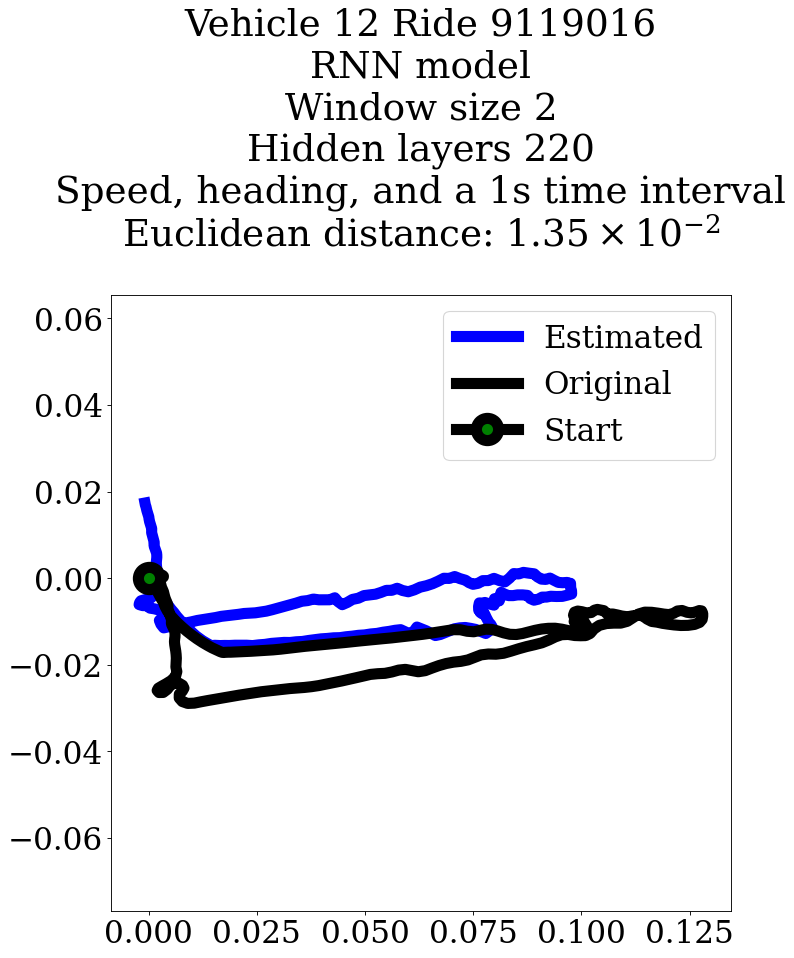 Vehicle 12 Ride 9119016
RNN model
Window size 2
Hidden layers 220
Speed, heading, and a 1s time interval
Euclidean distance: 1.35 × 10⁻²
Estimated
Original
Start
0.06
0.04
0.02
0.00
−0.02
−0.04
−0.06
0.000 0.025 0.050 0.075 0.100 0.125